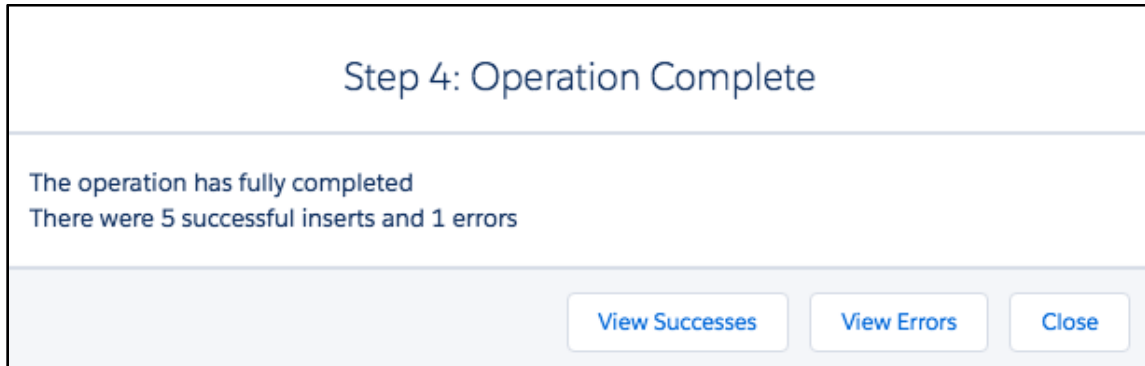 Step 4: Operation Complete
The operation has fully completed
There were 5 successful inserts and 1 errors
View Successes
View Errors
Close